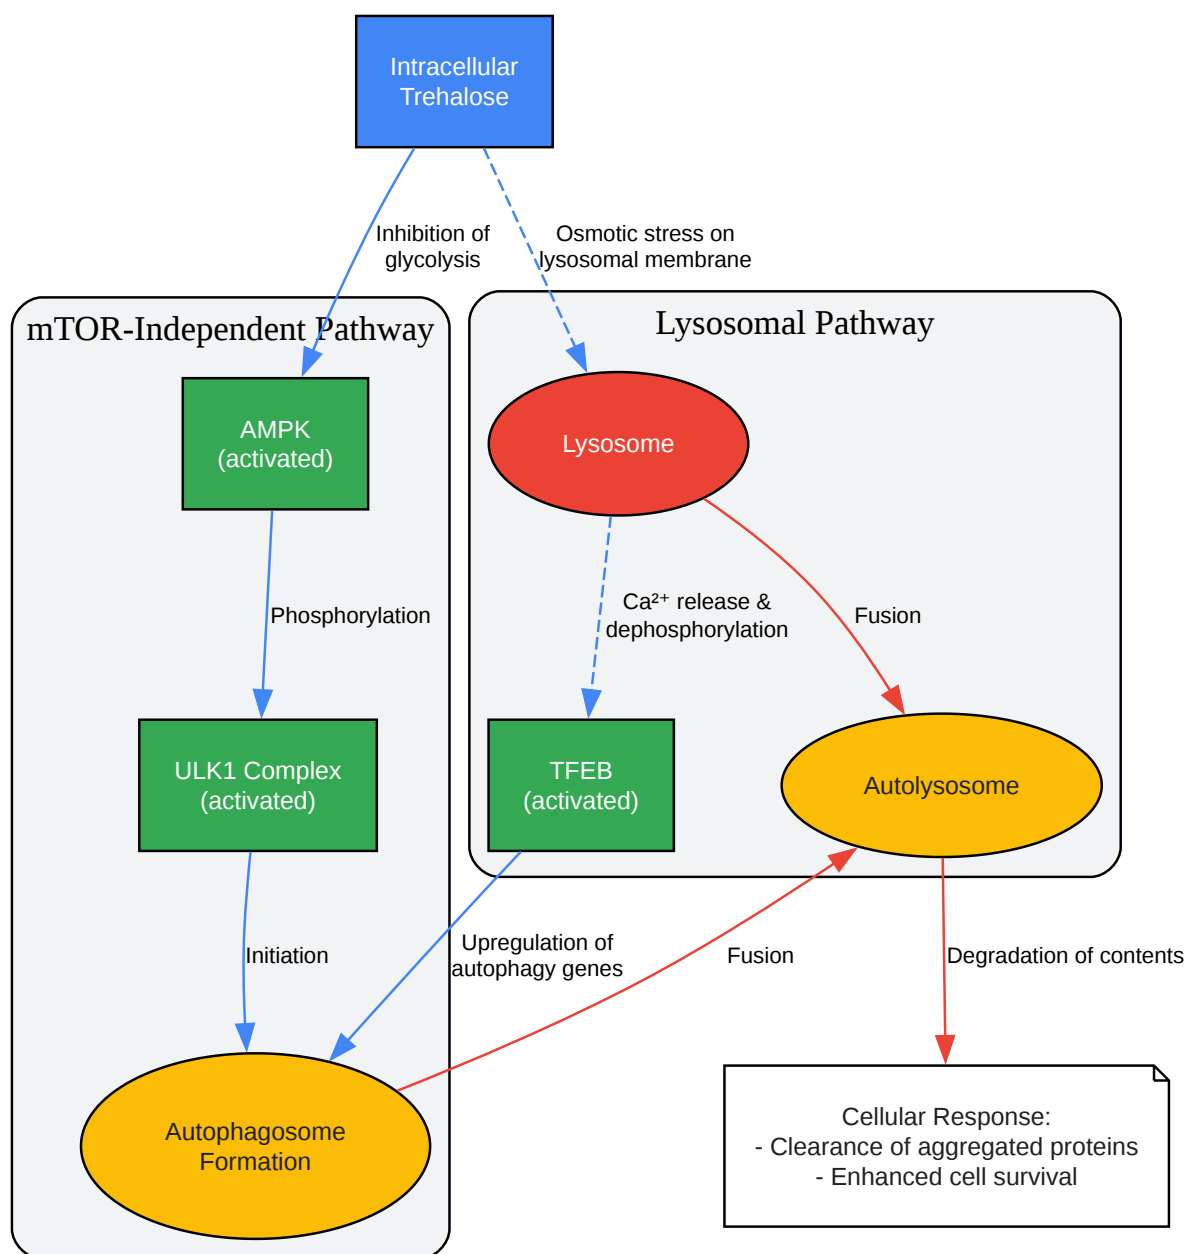 Intracellular
Trehalose
Inhibition of
glycolysis
Osmotic stress on
lysosomal membrane
mTOR-Independent Pathway
Lysosomal Pathway
AMPK
(activated)
Lysosome
Phosphorylation
Ca²⁺ release &
dephosphorylation
Fusion
ULK1 Complex
(activated)
TFEB
(activated)
Autolysosome
Initiation
Upregulation of
autophagy genes
Fusion
Degradation of contents
Autophagosome
Formation
Cellular Response:
- Clearance of aggregated proteins
- Enhanced cell survival